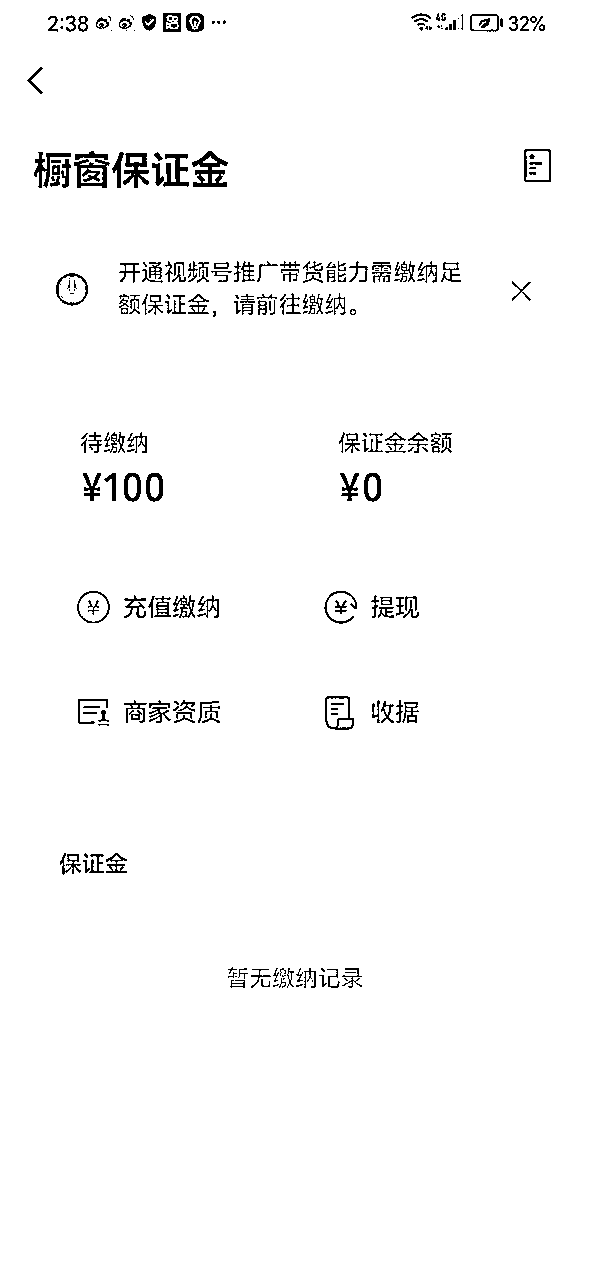 2:38
4G
32%
橱窗保证金
开通视频号推广带货能力需缴纳足
额保证金，请前往缴纳。
待缴纳
保证金余额
¥100
¥0
充值缴纳
提现
商家资质
收据
保证金
暂无缴纳记录